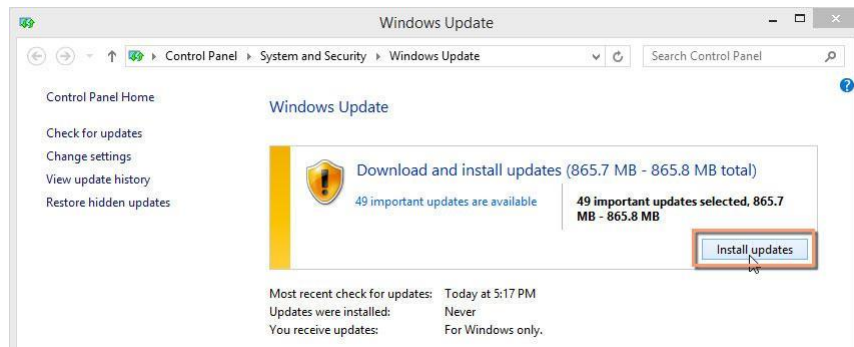 Windows Update
Control Panel ▸ System and Security ▸ Windows Update
Search Control Panel
Control Panel Home
Check for updates
Change settings
View update history
Restore hidden updates
Windows Update
Download and install updates (865.7 MB - 865.8 MB total)
49 important updates are available
49 important updates selected, 865.7
MB - 865.8 MB
Install updates
Most recent check for updates: Today at 5:17 PM
Updates were installed: Never
You receive updates: For Windows only.